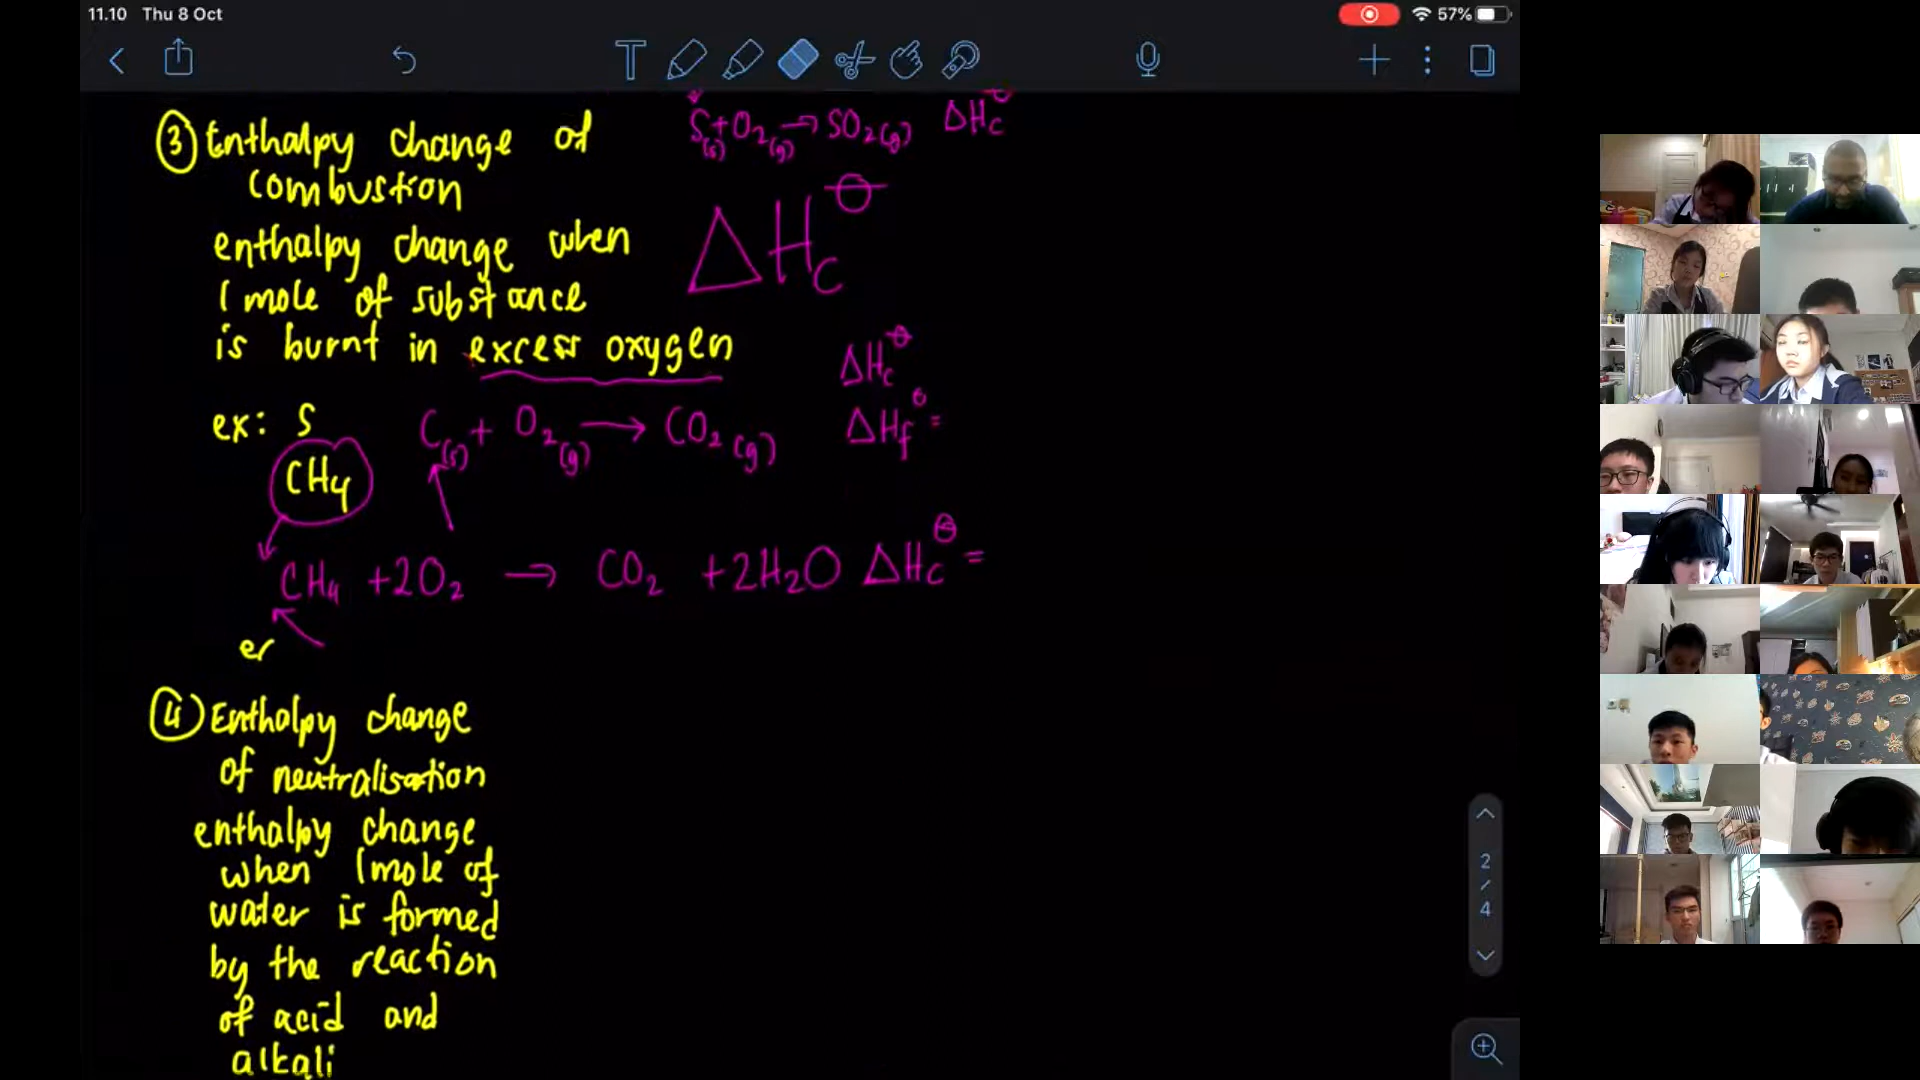 11.10 Thu 8 Oct
57%
T
S(s)+O₂(g)→SO₂(g) ΔHc⦵
③ Enthalpy change of
combustion
ΔHc⦵
enthalpy change when
1 mole of substance
is burnt in excess oxygen
ΔHc⦵
ΔHf⦵ =
ex: S
C(s) + O₂(g) → CO₂(g)
CH₄
CH₄ + 2O₂ → CO₂ + 2H₂O ΔHc⦵ =
er
④ Enthalpy change
of neutralisation
enthalpy change
when 1 mole of
water is formed
by the reaction
of acid and
alkali
2
/
4